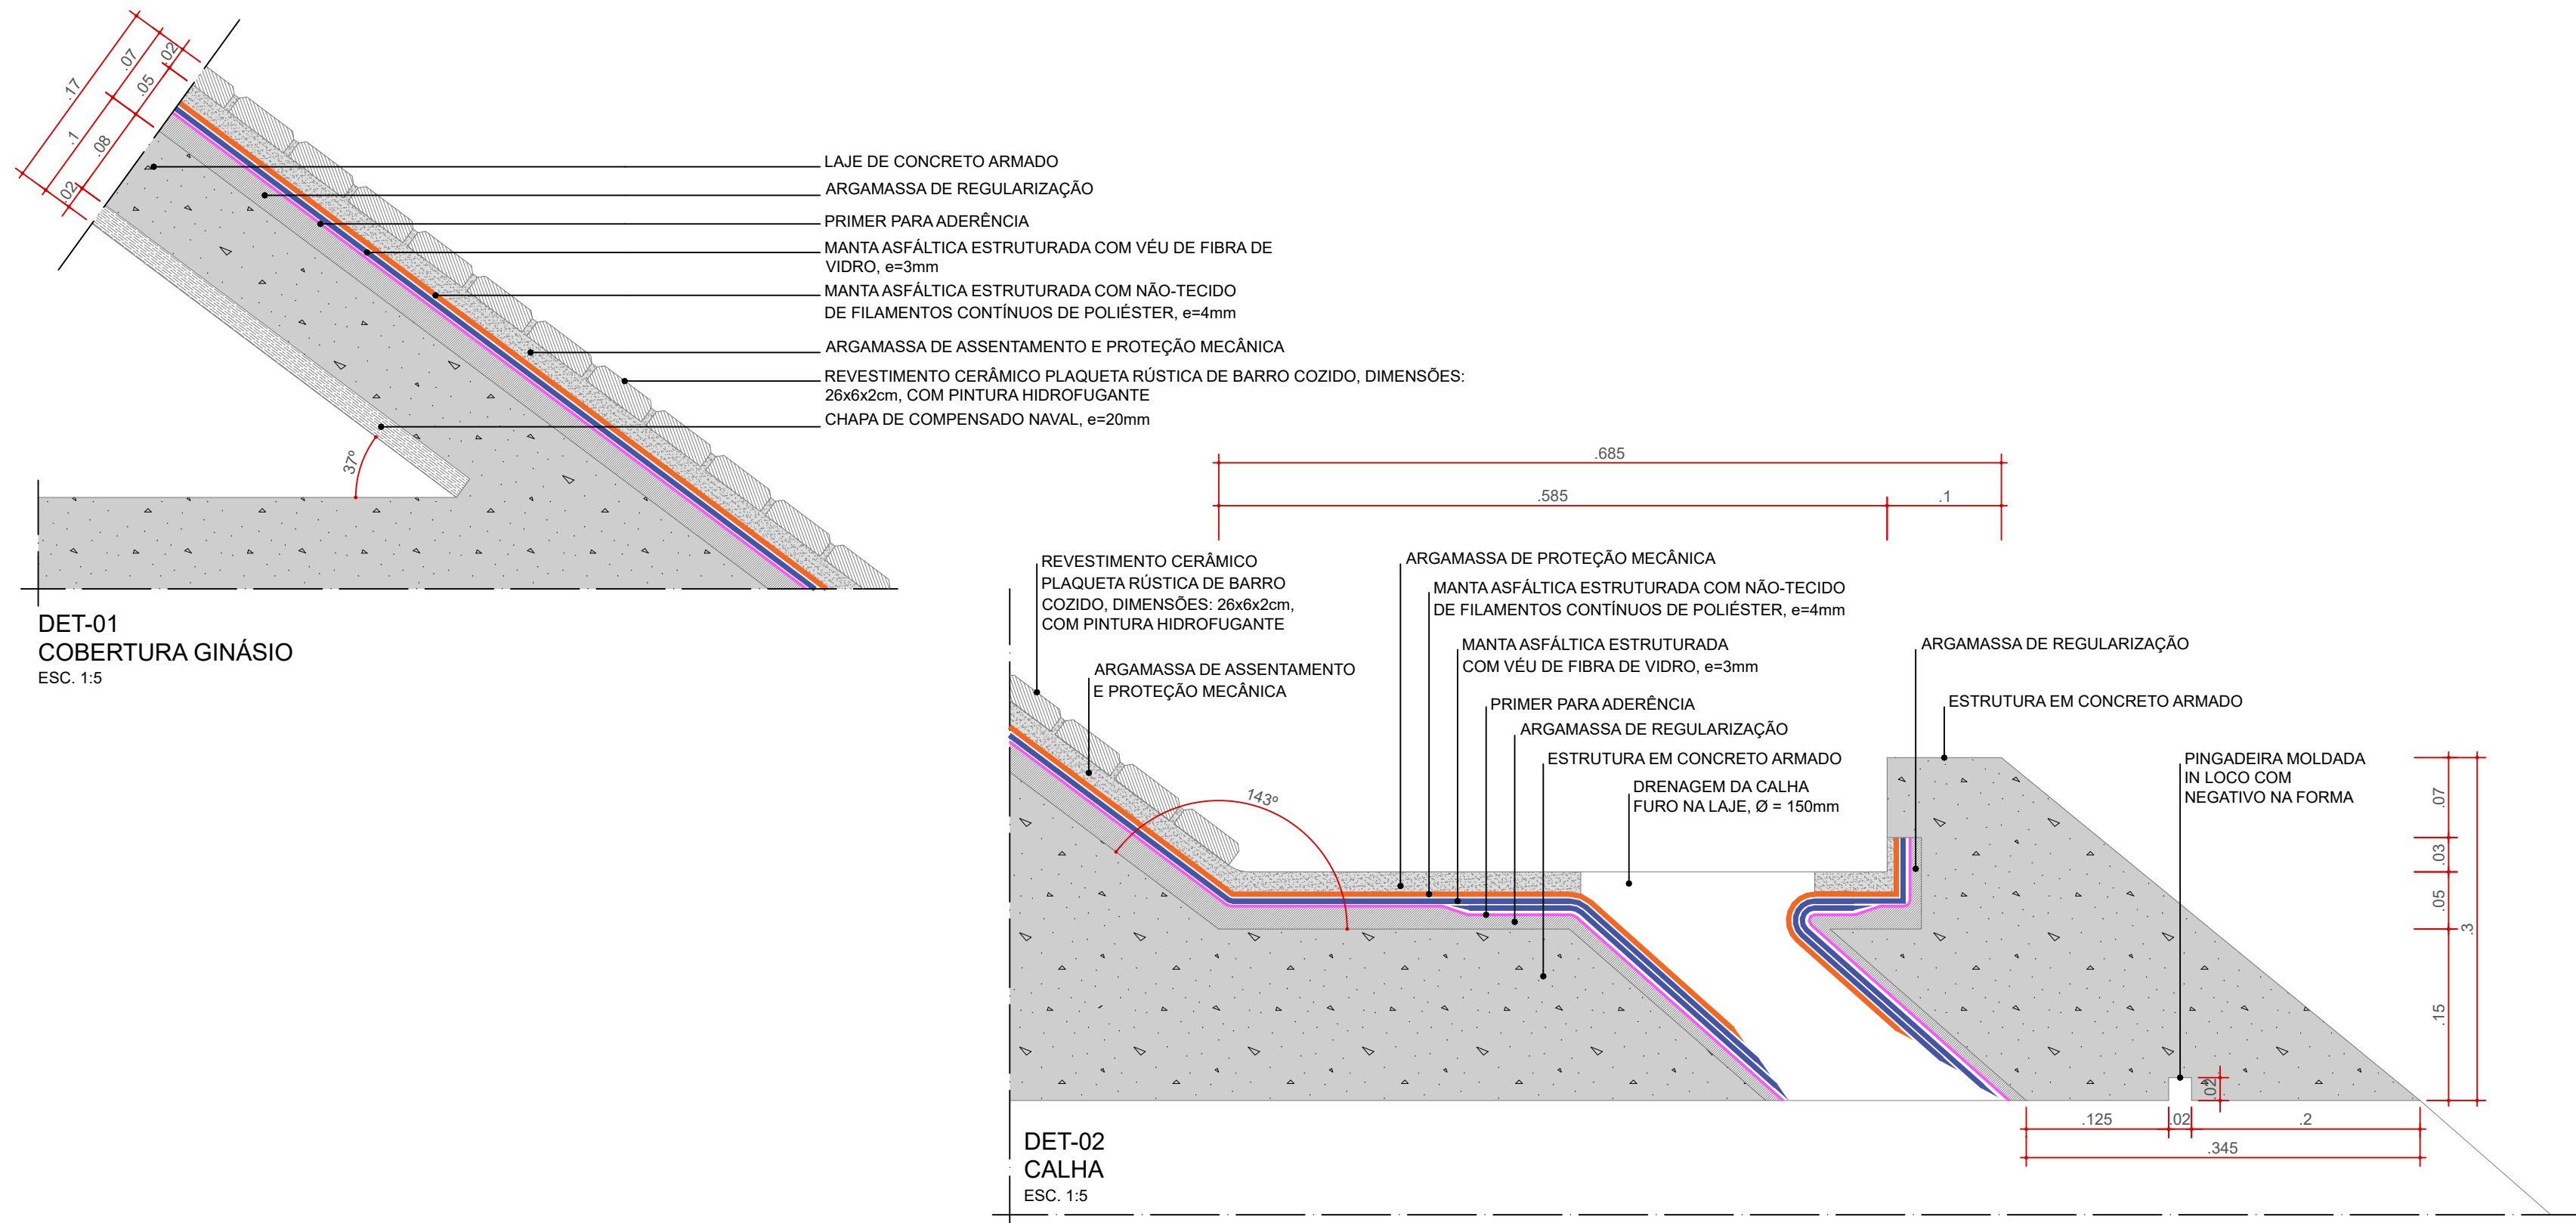 .17
.07
.02
.05
.1
.08
.02
LAJE DE CONCRETO ARMADO
ARGAMASSA DE REGULARIZAÇÃO
PRIMER PARA ADERÊNCIA
MANTA ASFÁLTICA ESTRUTURADA COM VÉU DE FIBRA DE
VIDRO, e=3mm
MANTA ASFÁLTICA ESTRUTURADA COM NÃO-TECIDO
DE FILAMENTOS CONTÍNUOS DE POLIÉSTER, e=4mm
ARGAMASSA DE ASSENTAMENTO E PROTEÇÃO MECÂNICA
REVESTIMENTO CERÂMICO PLAQUETA RÚSTICA DE BARRO COZIDO, DIMENSÕES:
26x6x2cm, COM PINTURA HIDROFUGANTE
CHAPA DE COMPENSADO NAVAL, e=20mm
37º
DET-01
COBERTURA GINÁSIO
ESC. 1:5
.685
.585
.1
REVESTIMENTO CERÂMICO
PLAQUETA RÚSTICA DE BARRO
COZIDO, DIMENSÕES: 26x6x2cm,
COM PINTURA HIDROFUGANTE
ARGAMASSA DE ASSENTAMENTO
E PROTEÇÃO MECÂNICA
ARGAMASSA DE PROTEÇÃO MECÂNICA
MANTA ASFÁLTICA ESTRUTURADA COM NÃO-TECIDO
DE FILAMENTOS CONTÍNUOS DE POLIÉSTER, e=4mm
MANTA ASFÁLTICA ESTRUTURADA
COM VÉU DE FIBRA DE VIDRO, e=3mm
PRIMER PARA ADERÊNCIA
ARGAMASSA DE REGULARIZAÇÃO
ESTRUTURA EM CONCRETO ARMADO
DRENAGEM DA CALHA
FURO NA LAJE, Ø = 150mm
143º
ARGAMASSA DE REGULARIZAÇÃO
ESTRUTURA EM CONCRETO ARMADO
PINGADEIRA MOLDADA
IN LOCO COM
NEGATIVO NA FORMA
.07
.03
.05
.3
.15
.02
.125
.02
.2
.345
DET-02
CALHA
ESC. 1:5